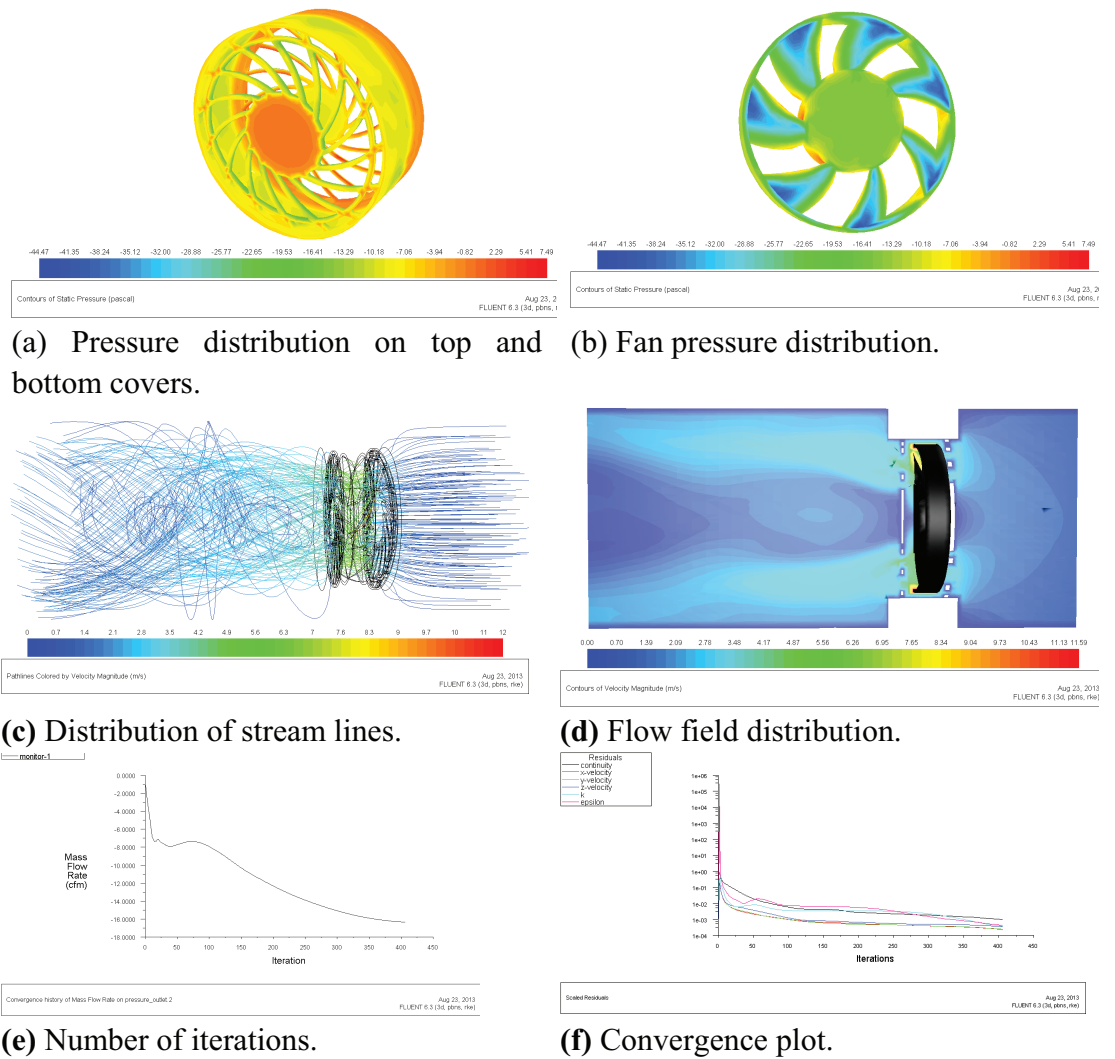 -44.47 -41.35 -38.24 -35.12 -32.00 -28.88 -25.77 -22.65 -19.53 -16.41 -13.29 -10.18 -7.06 -3.94 -0.82 2.29 5.41 7.49
Contours of Static Pressure (pascal)
Aug 23, 2
FLUENT 6.3 (3d, pbns, r
(a) Pressure distribution on top and
bottom covers.
-44.47 -41.35 -38.24 -35.12 -32.00 -28.88 -25.77 -22.65 -19.53 -16.41 -13.29 -10.18 -7.06 -3.94 -0.82 2.29 5.41 7.49
Contours of Static Pressure (pascal)
Aug 23, 20
FLUENT 6.3 (3d, pbns, r
(b) Fan pressure distribution.
0 0.7 1.4 2.1 2.8 3.5 4.2 4.9 5.6 6.3 7 7.6 8.3 9 9.7 10 11 12
Pathlines Colored by Velocity Magnitude (m/s)
Aug 23, 2013
FLUENT 6.3 (3d, pbns, rke)
(c) Distribution of stream lines.
0.00 0.70 1.39 2.09 2.78 3.48 4.17 4.87 5.56 6.26 6.95 7.65 8.34 9.04 9.73 10.43 11.13 11.59
Contours of Velocity Magnitude (m/s)
Aug 23, 2013
FLUENT 6.3 (3d, pbns, rke)
(d) Flow field distribution.
monitor-1
0.0000
-2.0000
-4.0000
-6.0000
-8.0000
-10.0000
-12.0000
-14.0000
-16.0000
-18.0000
Mass
Flow
Rate
(cfm)
0 50 100 150 200 250 300 350 400 450
Iteration
Convergence history of Mass Flow Rate on pressure_outlet.2
Aug 23, 2013
FLUENT 6.3 (3d, pbns, rke)
(e) Number of iterations.
Residuals
continuity
x-velocity
y-velocity
z-velocity
k
epsilon
1e+06
1e+05
1e+04
1e+03
1e+02
1e+01
1e+00
1e-01
1e-02
1e-03
1e-04
0 50 100 150 200 250 300 350 400 450
Iterations
Scaled Residuals
Aug 23, 2013
FLUENT 6.3 (3d, pbns, rke)
(f) Convergence plot.